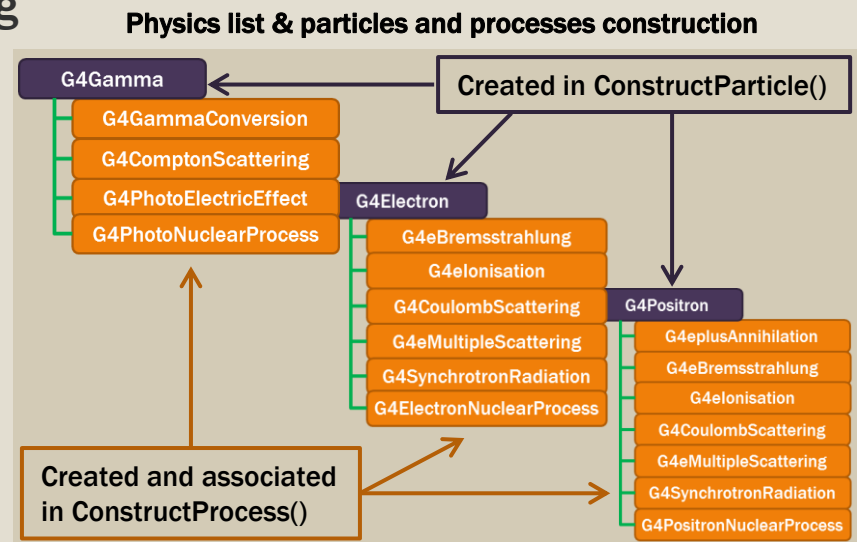 g
Physics list & particles and processes construction
G4Gamma
G4GammaConversion
G4ComptonScattering
G4PhotoElectricEffect
G4PhotoNuclearProcess
Created in ConstructParticle()
G4Electron
G4eBremsstrahlung
G4eIonisation
G4CoulombScattering
G4eMultipleScattering
G4SynchrotronRadiation
G4ElectronNuclearProcess
G4Positron
G4eplusAnnihilation
G4eBremsstrahlung
G4eIonisation
G4CoulombScattering
G4eMultipleScattering
G4SynchrotronRadiation
G4PositronNuclearProcess
Created and associated
in ConstructProcess()